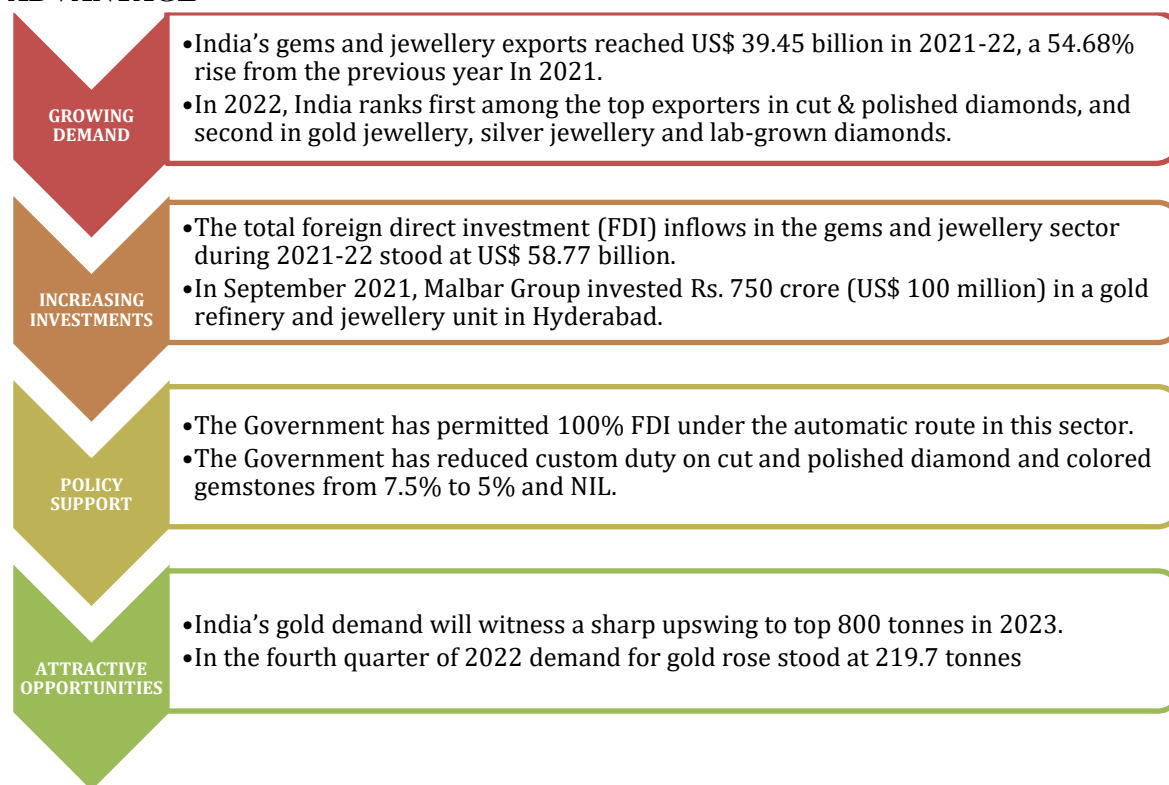 GROWING
DEMAND
•India's gems and jewellery exports reached US$ 39.45 billion in 2021-22, a 54.68%
rise from the previous year In 2021.
•In 2022, India ranks first among the top exporters in cut & polished diamonds, and
second in gold jewellery, silver jewellery and lab-grown diamonds.
INCREASING
INVESTMENTS
•The total foreign direct investment (FDI) inflows in the gems and jewellery sector
during 2021-22 stood at US$ 58.77 billion.
•In September 2021, Malbar Group invested Rs. 750 crore (US$ 100 million) in a gold
refinery and jewellery unit in Hyderabad.
POLICY
SUPPORT
•The Government has permitted 100% FDI under the automatic route in this sector.
•The Government has reduced custom duty on cut and polished diamond and colored
gemstones from 7.5% to 5% and NIL.
ATTRACTIVE
OPPORTUNITIES
•India's gold demand will witness a sharp upswing to top 800 tonnes in 2023.
•In the fourth quarter of 2022 demand for gold rose stood at 219.7 tonnes